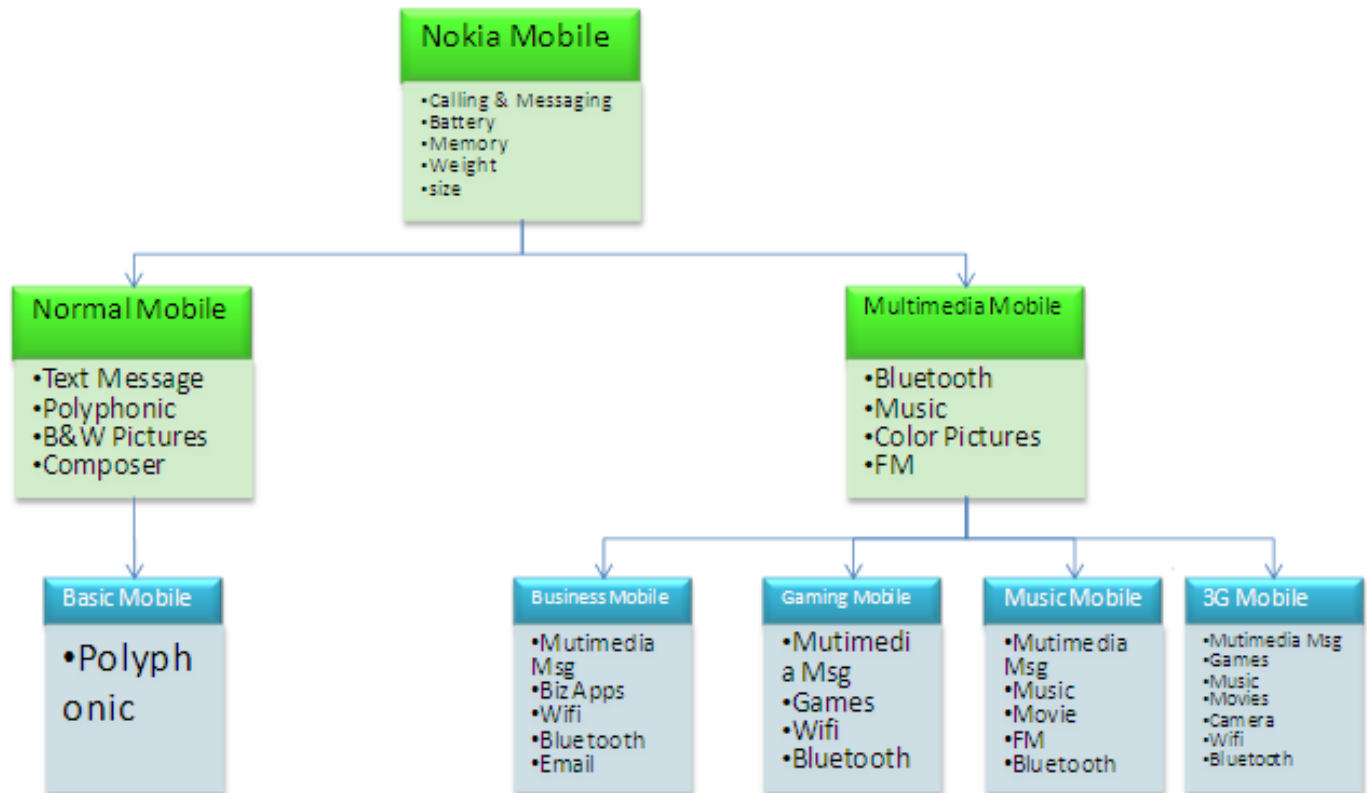 Nokia Mobile
•Calling & Messaging
•Battery
•Memory
•Weight
•size
Normal Mobile
•Text Message
•Polyphonic
•B&W Pictures
•Composer
Multimedia Mobile
•Bluetooth
•Music
•Color Pictures
•FM
Basic Mobile
•Polyph
onic
Business Mobile
•Mutimedia
Msg
•Biz Apps
•Wifi
•Bluetooth
•Email
Gaming Mobile
•Mutimedi
a Msg
•Games
•Wifi
•Bluetooth
Music Mobile
•Mutimedia
Msg
•Music
•Movie
•FM
•Bluetooth
3G Mobile
•Mutimedia Msg
•Games
•Music
•Movies
•Camera
•Wifi
•Bluetooth